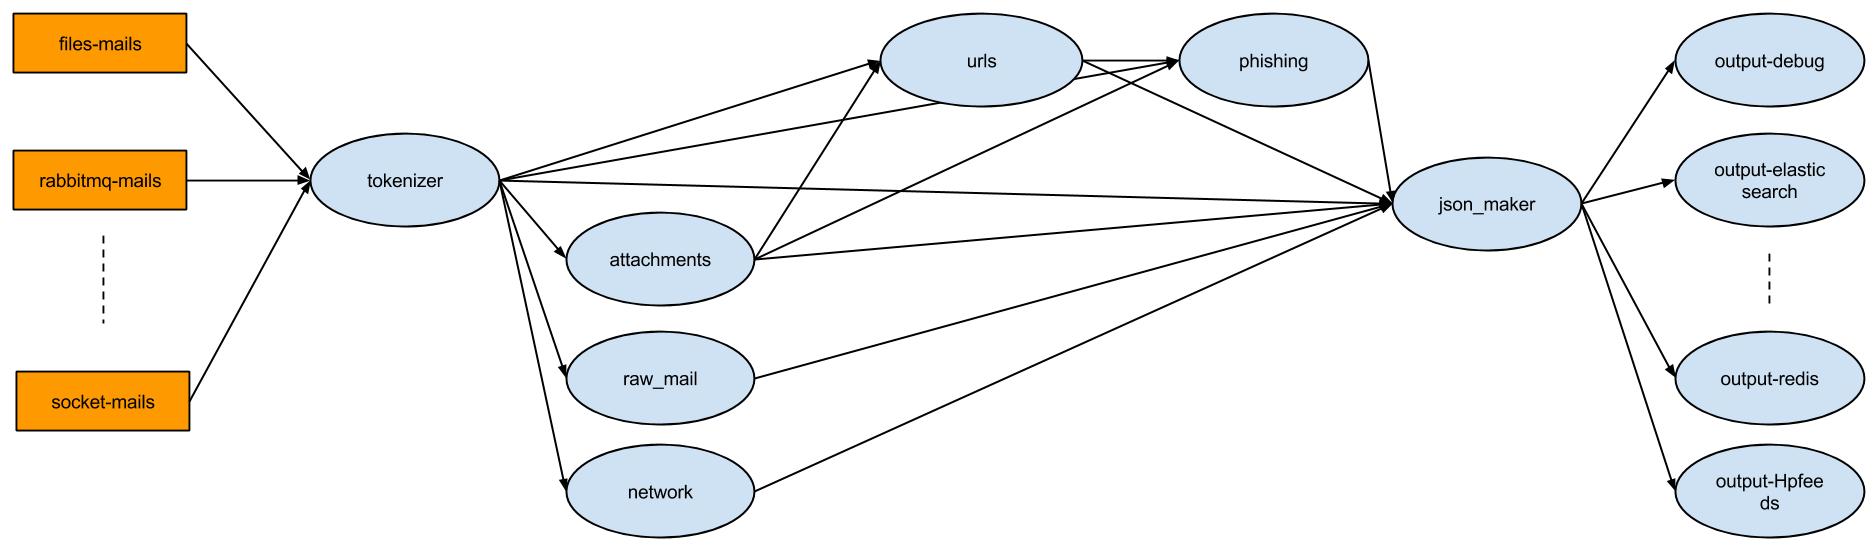 files-mails
rabbitmq-mails
socket-mails
tokenizer
attachments
raw_mail
network
urls
phishing
json_maker
output-debug
output-elastic
search
output-redis
output-Hpfee
ds